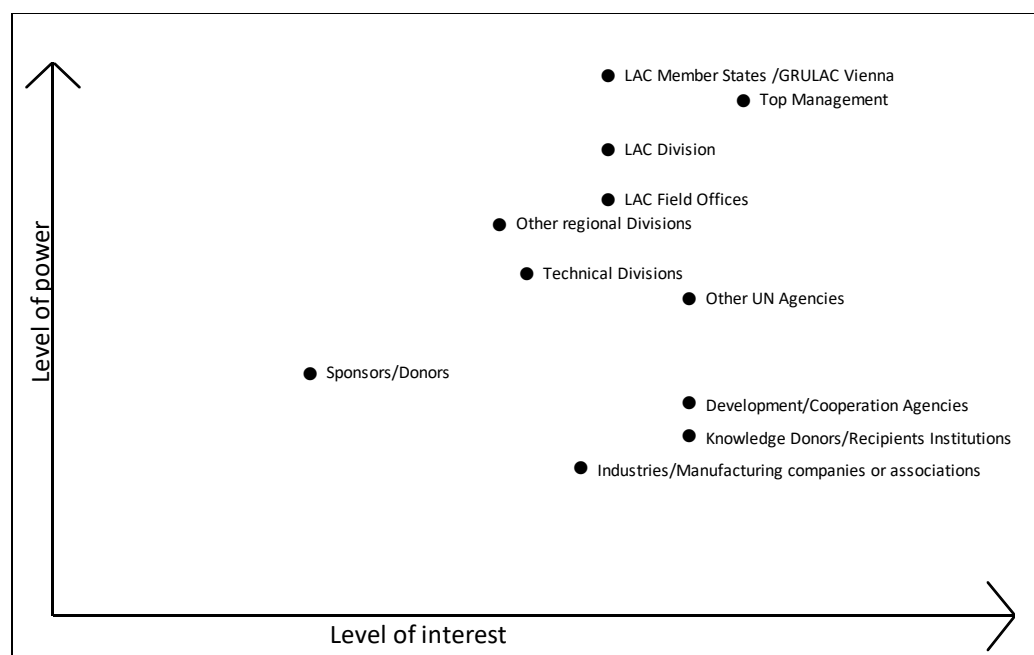 LAC Member States /GRULAC Vienna
Top Management
LAC Division
LAC Field Offices
Other regional Divisions
Technical Divisions
Other UN Agencies
Sponsors/Donors
Development/Cooperation Agencies
Knowledge Donors/Recipients Institutions
Industries/Manufacturing companies or associations
Level of power
Level of interest